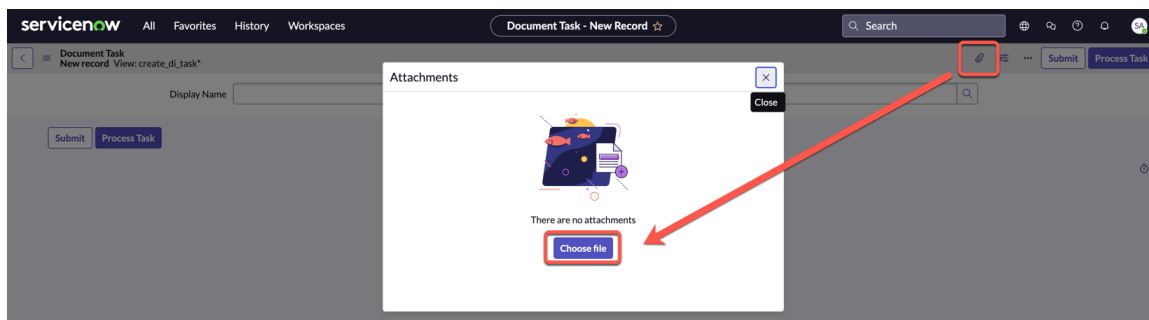 servicenow All Favorites History Workspaces Document Task - New Record ☆ Search SA
Document Task
New record View: create_di_task*
Submit Process Task
Attachments
Display Name
Close
Submit Process Task
There are no attachments
Choose file